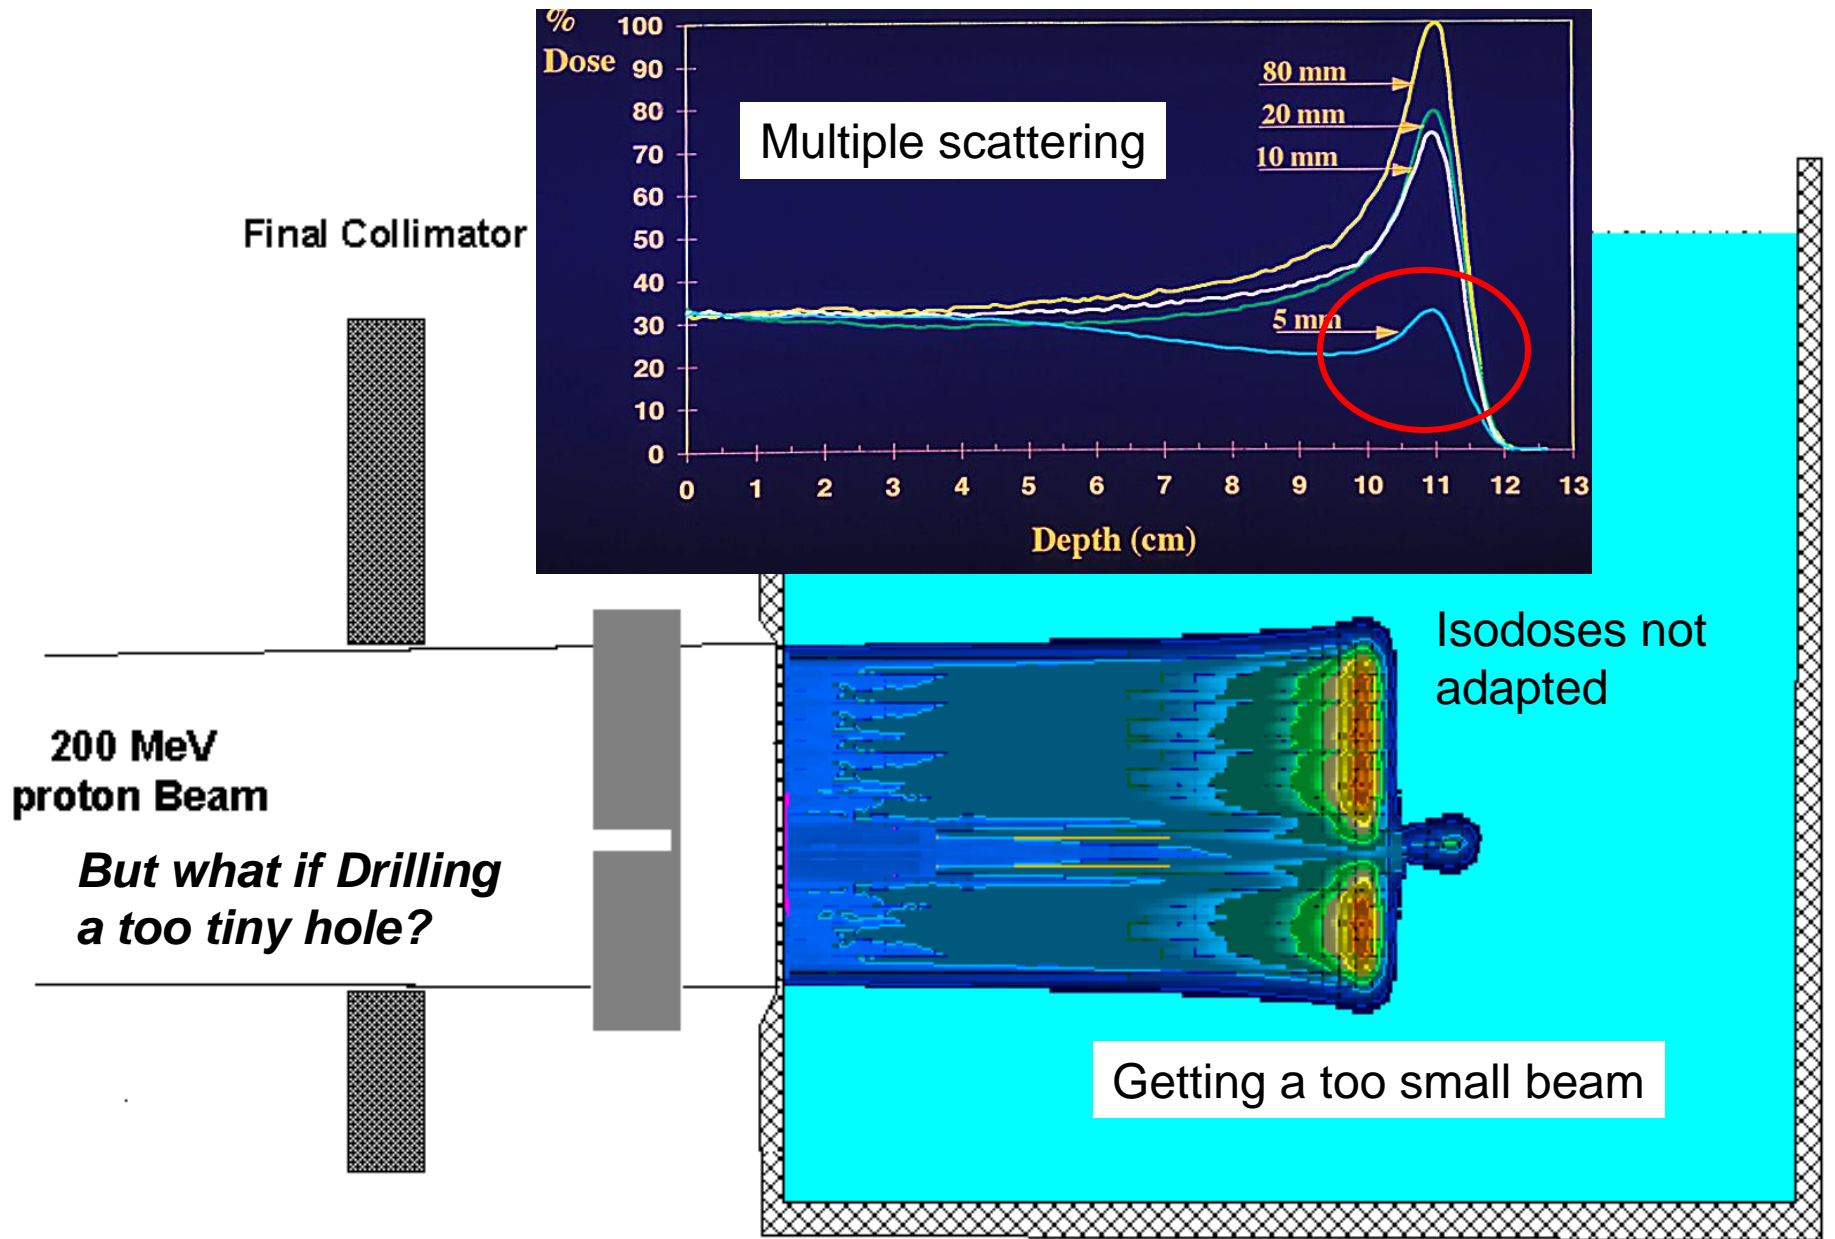 %
Dose
100
90
80
70
60
50
40
30
20
10
0
Multiple scattering
80 mm
20 mm
10 mm
5 mm
0 1 2 3 4 5 6 7 8 9 10 11 12 13
Depth (cm)
Final Collimator
Isodoses not
adapted
200 MeV
proton Beam
But what if Drilling
a too tiny hole?
Getting a too small beam